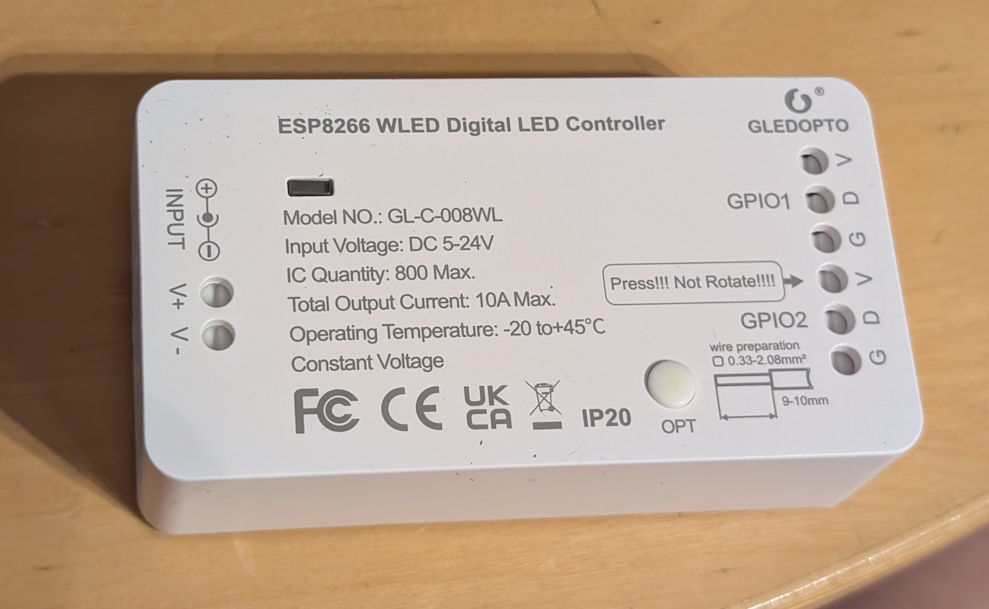 ESP8266 WLED Digital LED Controller
®
GLEDOPTO
INPUT
V+
V-
Model NO.: GL-C-008WL
Input Voltage: DC 5-24V
IC Quantity: 800 Max.
Total Output Current: 10A Max.
Operating Temperature: -20 to+45°C
Constant Voltage
FC CE UK
CA
IP20
OPT
V
GPIO1 D
G
Press!!! Not Rotate!!!! V
GPIO2 D
G
wire preparation
0.33-2.08mm²
9-10mm